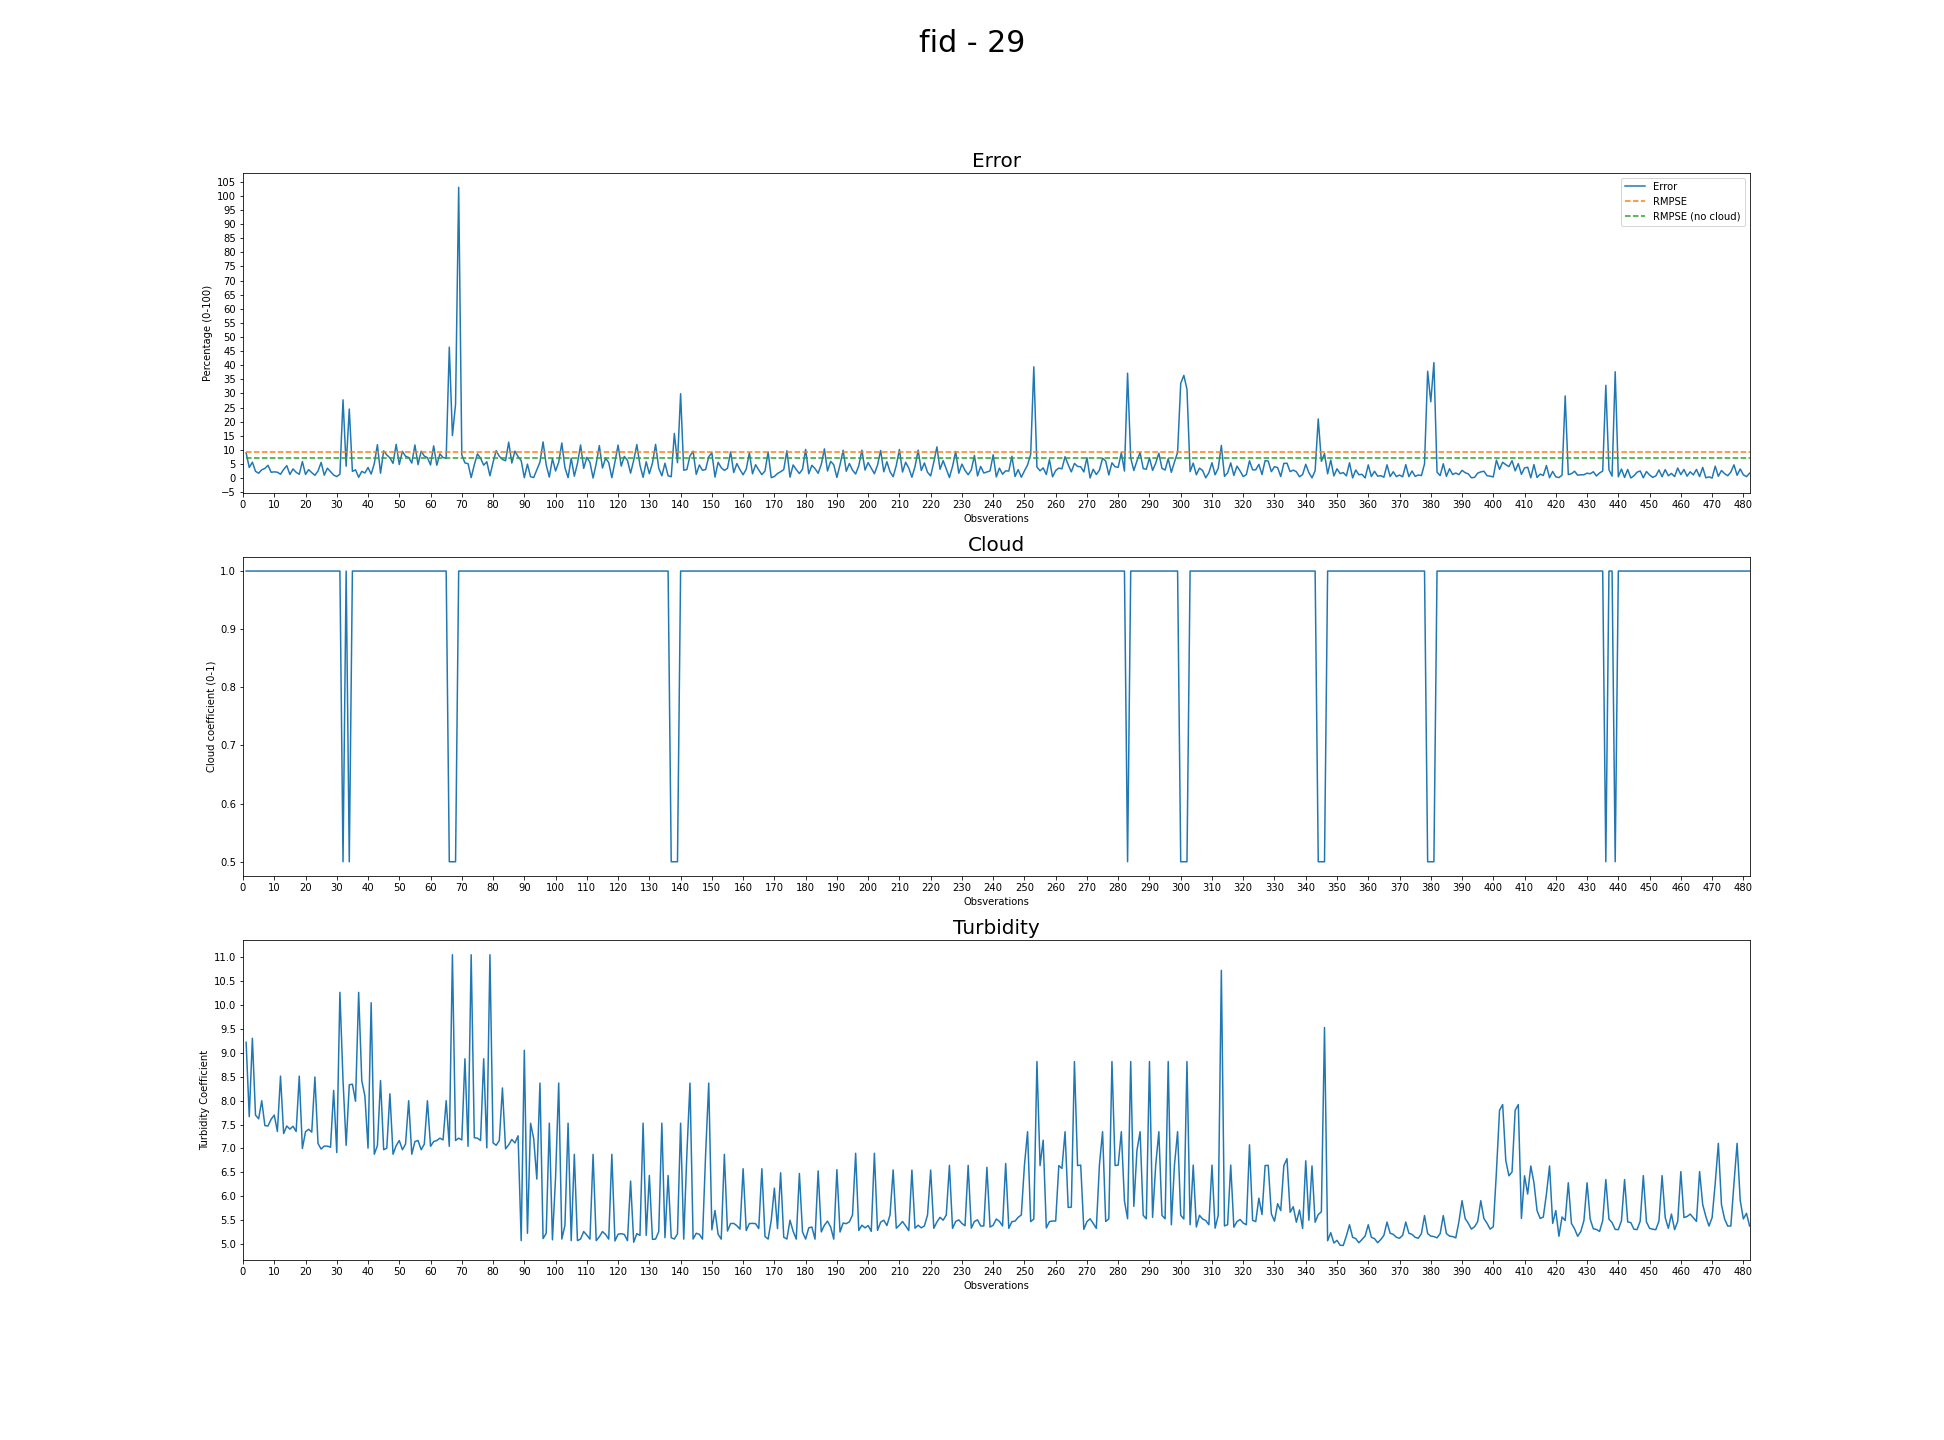 fid - 29
Error
105
100
95
90
85
80
75
70
65
60
55
50
45
40
35
30
25
20
15
10
5
0
−5
Percentage (0-100)
Error
RMPSE
RMPSE (no cloud)
0 10 20 30 40 50 60 70 80 90 100 110 120 130 140 150 160 170 180 190 200 210 220 230 240 250 260 270 280 290 300 310 320 330 340 350 360 370 380 390 400 410 420 430 440 450 460 470 480
Obsverations
Cloud
1.0
0.9
0.8
0.7
0.6
0.5
Cloud coefficient (0-1)
0 10 20 30 40 50 60 70 80 90 100 110 120 130 140 150 160 170 180 190 200 210 220 230 240 250 260 270 280 290 300 310 320 330 340 350 360 370 380 390 400 410 420 430 440 450 460 470 480
Obsverations
Turbidity
11.0
10.5
10.0
9.5
9.0
8.5
8.0
7.5
7.0
6.5
6.0
5.5
5.0
Turbidity Coefficient
0 10 20 30 40 50 60 70 80 90 100 110 120 130 140 150 160 170 180 190 200 210 220 230 240 250 260 270 280 290 300 310 320 330 340 350 360 370 380 390 400 410 420 430 440 450 460 470 480
Obsverations